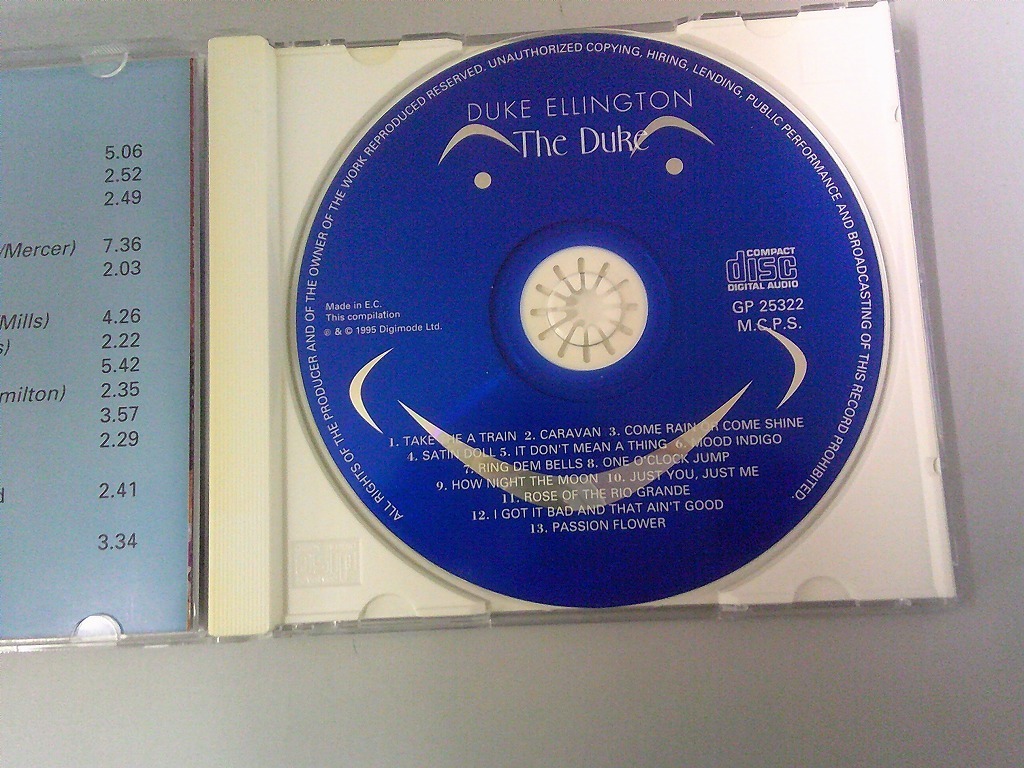 5.06
2.52
2.49
/Mercer) 7.36
2.03
Mills) 4.26
s) 2.22
5.42
milton) 2.35
3.57
2.29
2.41
3.34
ALL RIGHTS OF THE PRODUCER AND OF THE OWNER OF THE WORK REPRODUCED RESERVED. UNAUTHORIZED COPYING, HIRING, LENDING, PUBLIC PERFORMANCE AND BROADCASTING OF THIS RECORD PROHIBITED.
DUKE ELLINGTON
The Duke
COMPACT
disc
DIGITAL AUDIO
GP 25322
M.C.P.S.
Made in E.C.
This compilation
℗ & © 1995 Digimode Ltd.
1. TAKE THE A TRAIN 2. CARAVAN 3. COME RAIN OR COME SHINE
4. SATIN DOLL 5. IT DON'T MEAN A THING 6. MOOD INDIGO
7. RING DEM BELLS 8. ONE O'CLOCK JUMP
9. HOW NIGHT THE MOON 10. JUST YOU, JUST ME
11. ROSE OF THE RIO GRANDE
12. I GOT IT BAD AND THAT AIN'T GOOD
13. PASSION FLOWER